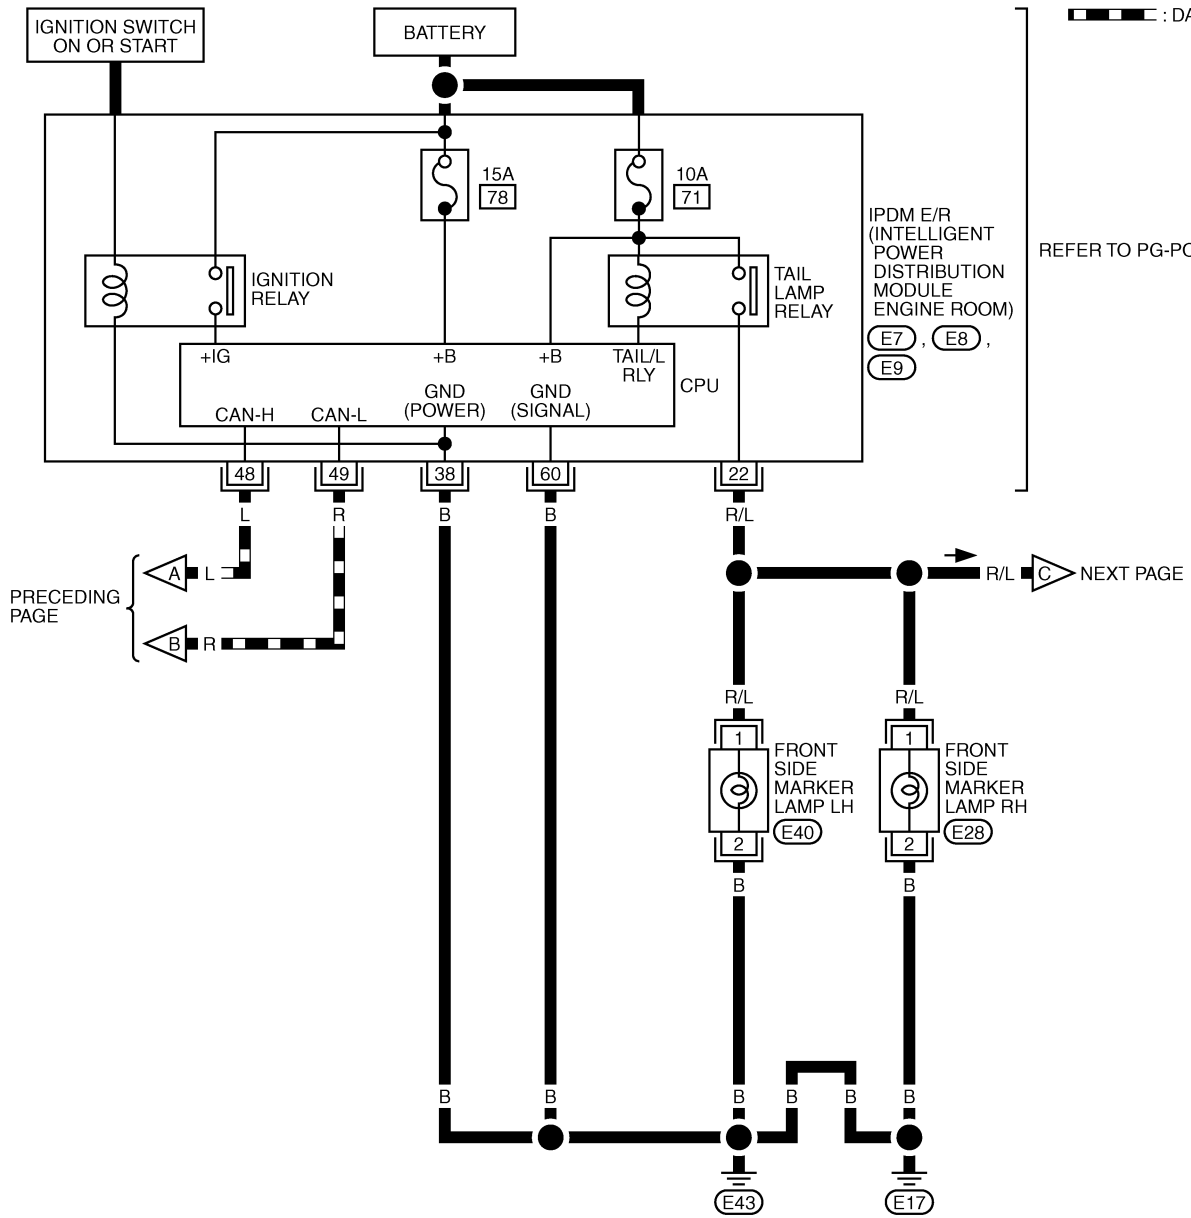 IGNITION SWITCH
ON OR START
BATTERY
: DA
15A
78
10A
71
IPDM E/R
(INTELLIGENT
POWER
DISTRIBUTION
MODULE
ENGINE ROOM)
E7 , E8 ,
E9
REFER TO PG-PO
IGNITION
RELAY
TAIL
LAMP
RELAY
+IG
+B
+B
TAIL/L
RLY
CPU
CAN-H
CAN-L
GND
(POWER)
GND
(SIGNAL)
48
49
38
60
22
L
R
B
B
R/L
PRECEDING
PAGE
A
L
B
R
R/L
C
NEXT PAGE
R/L
R/L
1
1
FRONT
SIDE
MARKER
LAMP LH
E40
FRONT
SIDE
MARKER
LAMP RH
E28
2
2
B
B
B
B
B
B
B
B
E43
E17